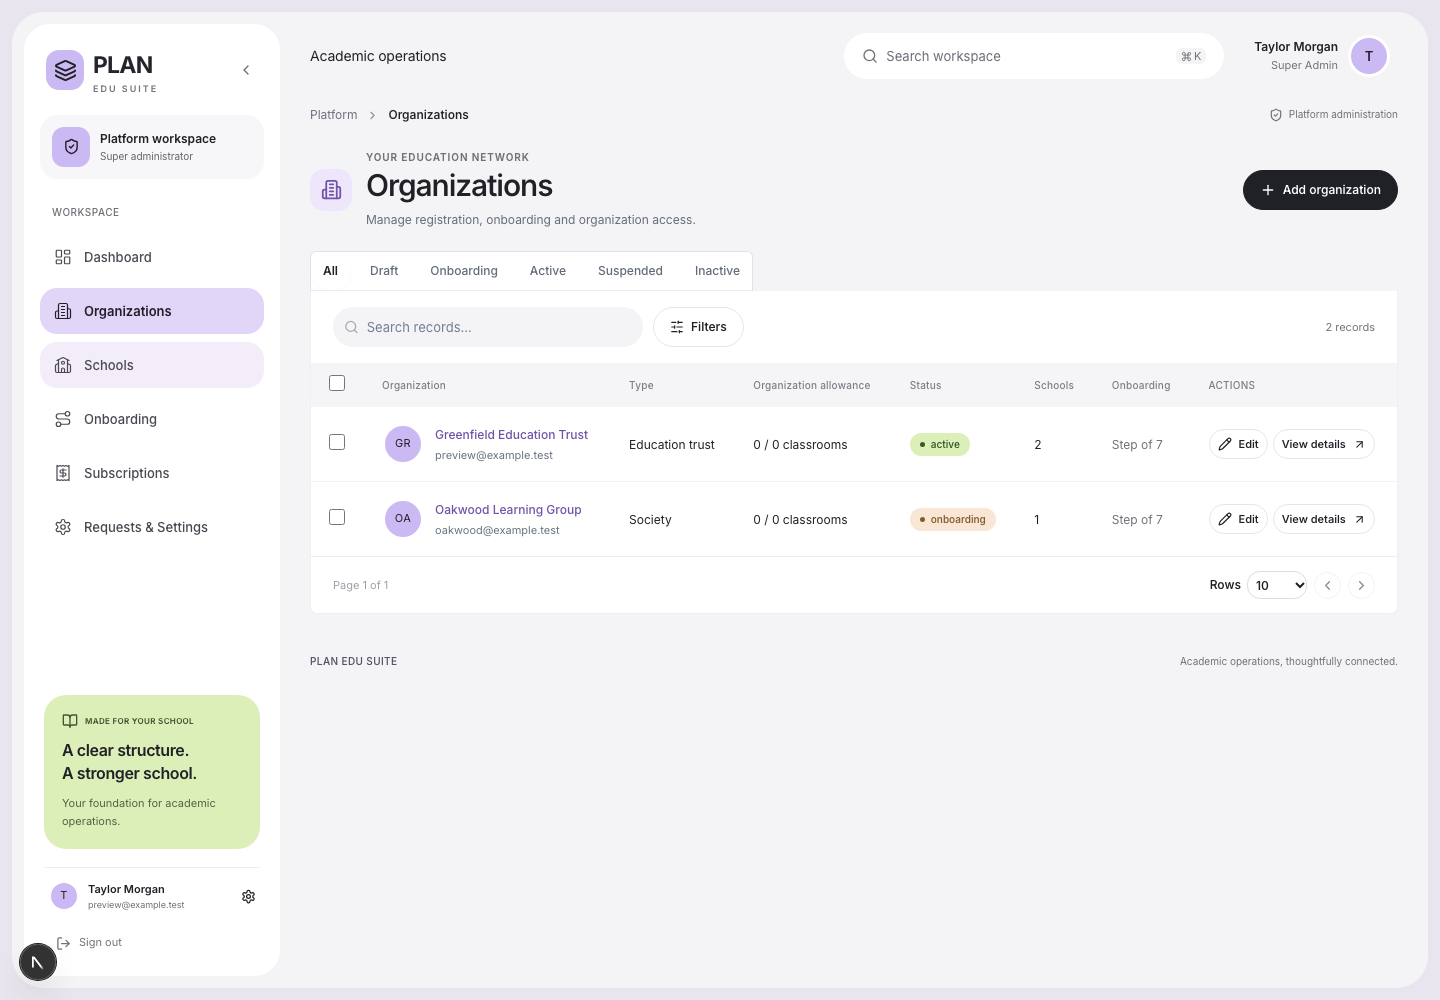 PLAN
EDU SUITE
Platform workspace
Super administrator
WORKSPACE
Dashboard
Organizations
Schools
Onboarding
Subscriptions
Requests & Settings
MADE FOR YOUR SCHOOL
A clear structure.
A stronger school.
Your foundation for academic
operations.
T
Taylor Morgan
preview@example.test
Sign out
Academic operations
Search workspace
⌘ K
Taylor Morgan
Super Admin
T
Platform
Organizations
Platform administration
YOUR EDUCATION NETWORK
Organizations
Manage registration, onboarding and organization access.
Add organization
All Draft Onboarding Active Suspended Inactive
Search records...
Filters
2 records
Organization Type Organization allowance Status Schools Onboarding ACTIONS
GR Greenfield Education Trust Education trust 0 / 0 classrooms active 2 Step of 7 Edit View details
preview@example.test
OA Oakwood Learning Group Society 0 / 0 classrooms onboarding 1 Step of 7 Edit View details
oakwood@example.test
Page 1 of 1
Rows 10
PLAN EDU SUITE
Academic operations, thoughtfully connected.